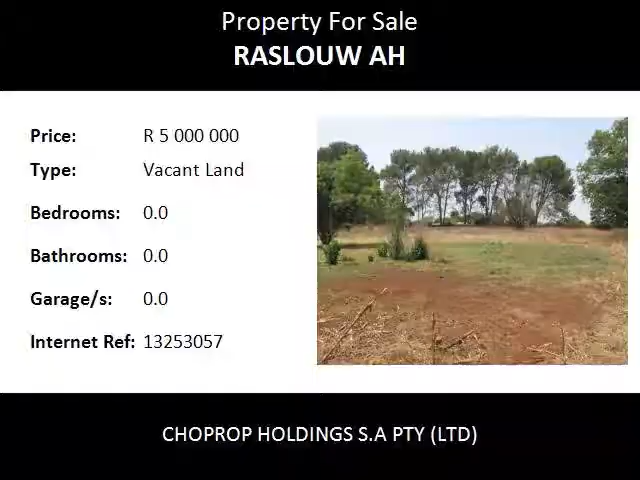 Property For Sale
RASLOUW AH
Price: R 5 000 000
Type: Vacant Land
Bedrooms: 0.0
Bathrooms: 0.0
Garage/s: 0.0
Internet Ref: 13253057
CHOPROP HOLDINGS S.A PTY (LTD)